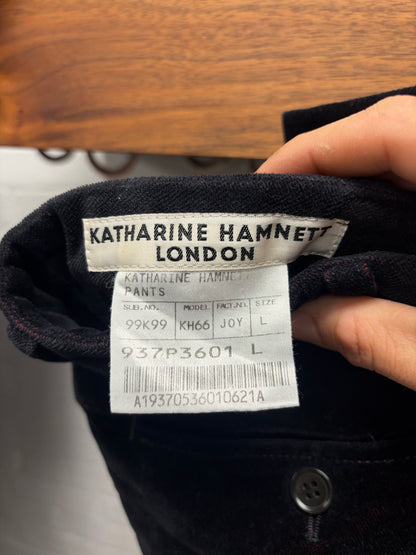 KATHARINE HAMNETT
LONDON
KATHARINE HAMNETT
PANTS
SUB.NO. MODEL FACT.NO. SIZE
99K99 KH66 JOY L
937P3601 L
A19370536010621A